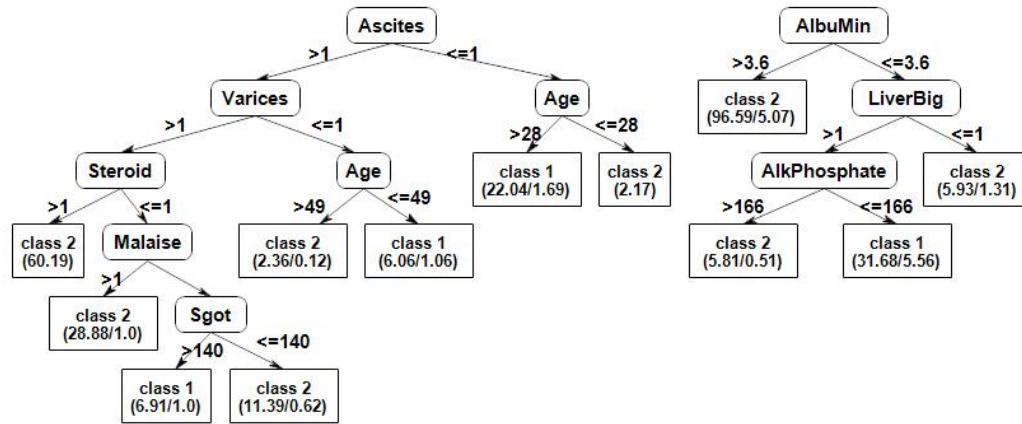 Ascites
>1
<=1
Varices
Age
>1
<=1
>28
<=28
Steroid
Age
class 1
(22.04/1.69)
class 2
(2.17)
>1
<=1
>49
<=49
class 2
(60.19)
Malaise
class 2
(2.36/0.12)
class 1
(6.06/1.06)
>1
class 2
(28.88/1.0)
Sgot
>140
<=140
class 1
(6.91/1.0)
class 2
(11.39/0.62)
AlbuMin
>3.6
<=3.6
class 2
(96.59/5.07)
LiverBig
>1
<=1
AlkPhosphate
class 2
(5.93/1.31)
>166
<=166
class 2
(5.81/0.51)
class 1
(31.68/5.56)